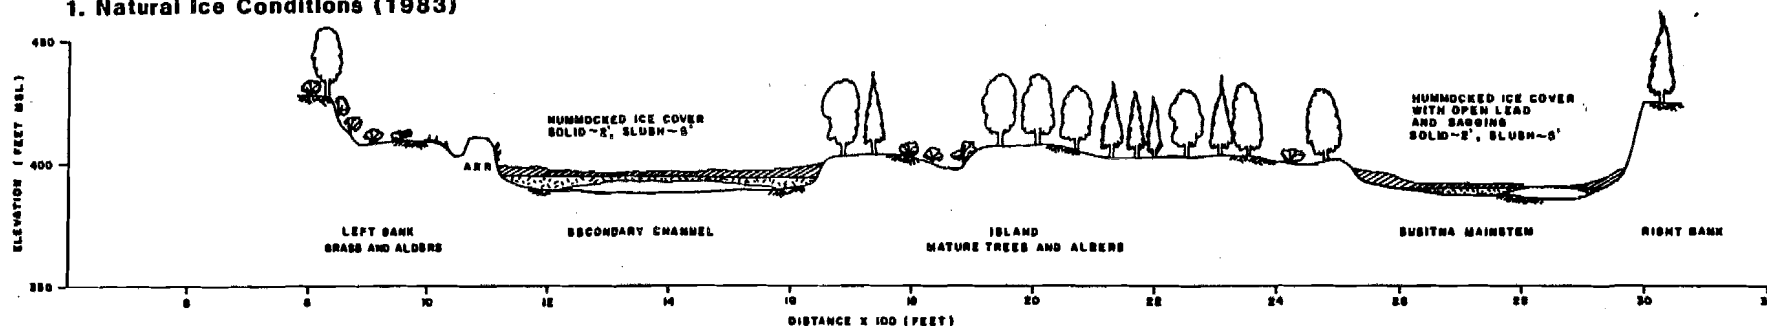 1. Natural Ice Conditions (1983)
450
ELEVATION (FEET MSL)
400
350
HUMMOCKED ICE COVER
SOLID~2', SLUSH~5'
HUMMOCKED ICE COVER
WITH OPEN LEAD
AND SAGGING
SOLID~2', SLUSH~5'
ARR
LEFT BANK
GRASS AND ALDERS
SECONDARY CHANNEL
ISLAND
MATURE TREES AND ALDERS
SUSITNA MAINSTEM
RIGHT BANK
6 8 10 12 14 16 18 20 22 24 26 28 30
DISTANCE X 100 (FEET)